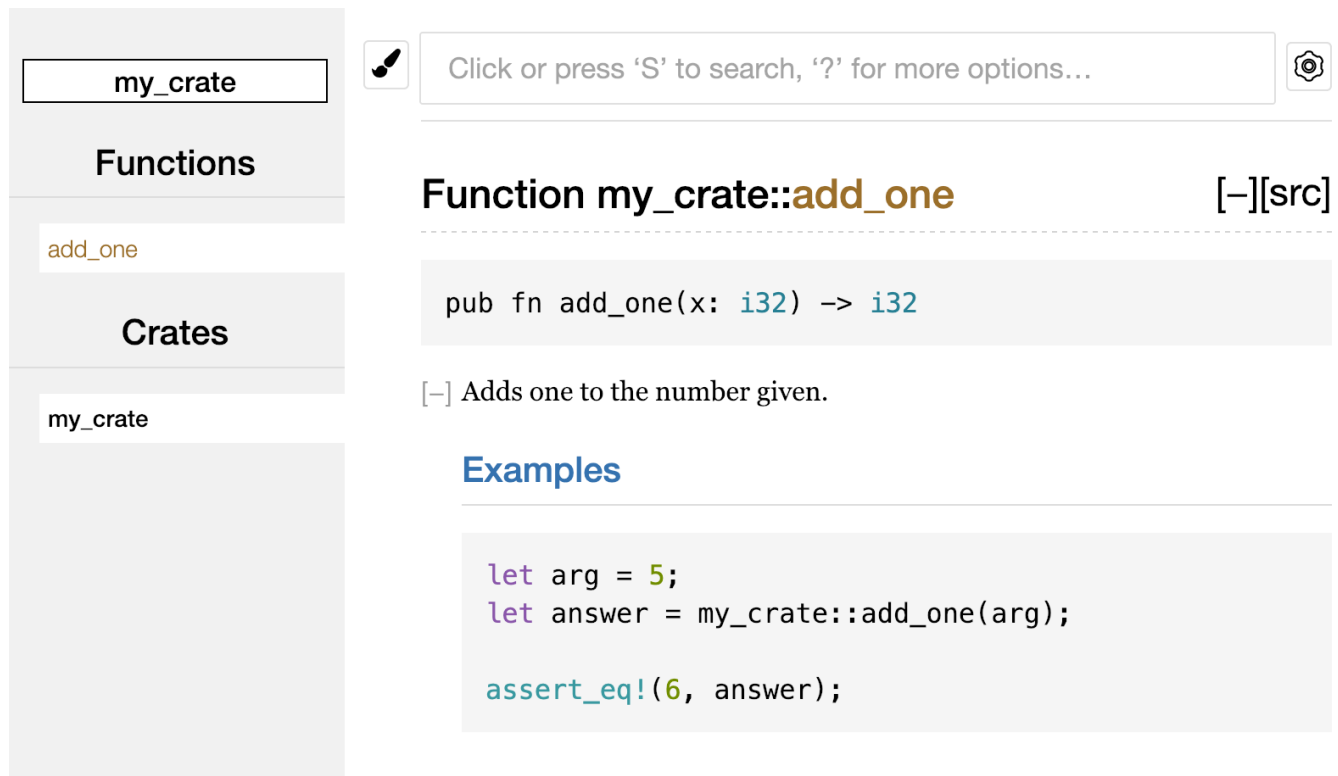 my_crate
Functions
add_one
Crates
my_crate
Click or press ‘S’ to search, ‘?’ for more options…
Function my_crate::add_one [−][src]
pub fn add_one(x: i32) -> i32
[−] Adds one to the number given.
Examples
let arg = 5;
let answer = my_crate::add_one(arg);
assert_eq!(6, answer);